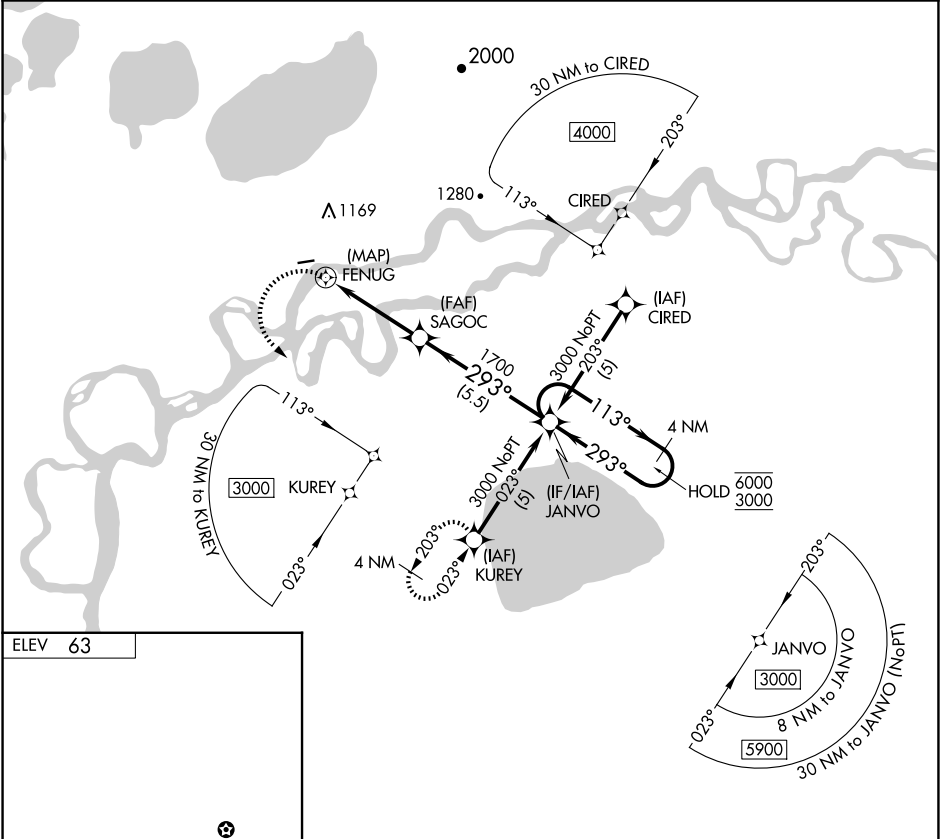 2000
30 NM to CIRED
4000
203°
113°
1280
CIRED
1169
(MAP)
FENUG
(FAF)
SAGOC
(IAF)
CIRED
3000 NoPT
203°
(5)
1700
293°
(5.5)
113°
4 NM
293°
HOLD 6000
3000
(IF/IAF)
JANVO
3000 NoPT
023°
(5)
(IAF)
KUREY
203°
023°
4 NM
113°
3000
KUREY
30 NM to KUREY
023°
203°
JANVO
3000
8 NM to JANVO
023°
5900
30 NM to JANVO (NoPT)
ELEV 63